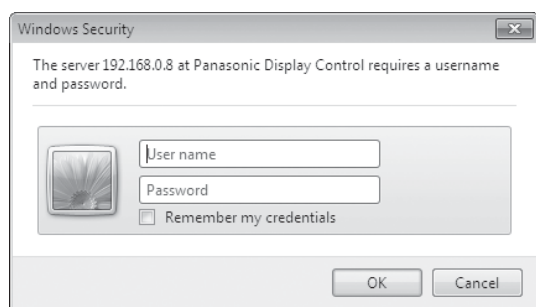 Windows Security
The server 192.168.0.8 at Panasonic Display Control requires a username
and password.
User name
Password
Remember my credentials
OK
Cancel